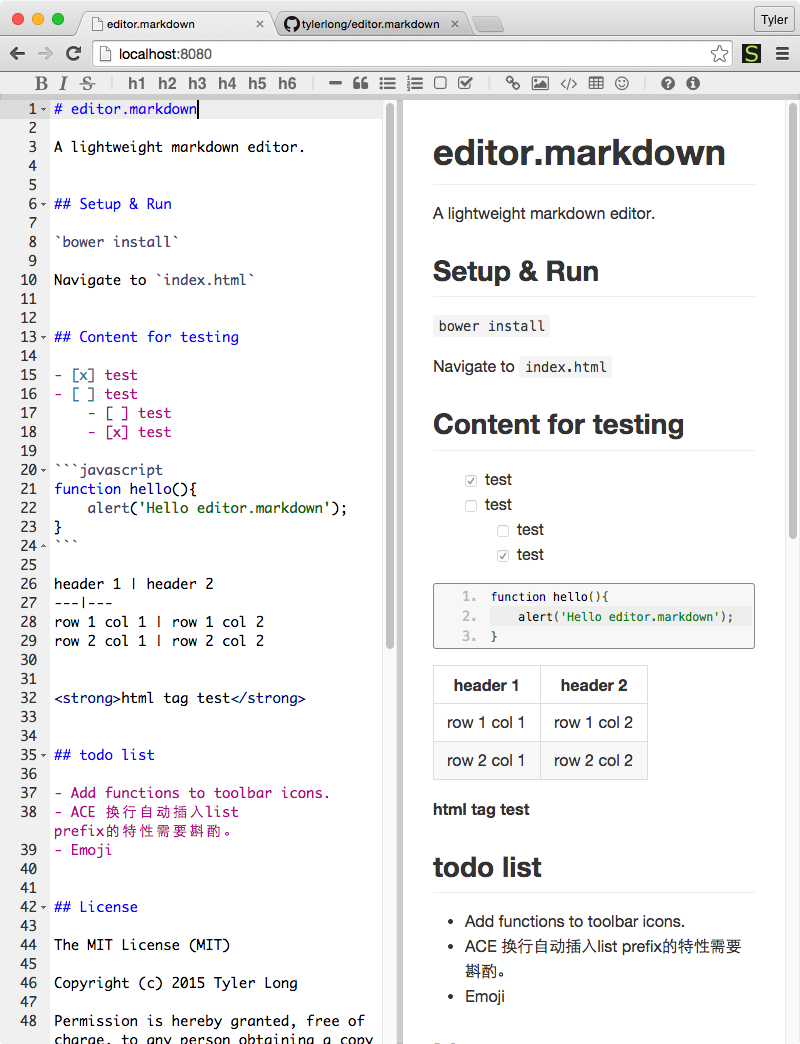 editor.markdown
tylerlong/editor.markdown
Tyler
localhost:8080
S
B I S h1 h2 h3 h4 h5 h6
1 # editor.markdown
2
3 A lightweight markdown editor.
4
5
6 ## Setup & Run
7
8 `bower install`
9
10 Navigate to `index.html`
11
12
13 ## Content for testing
14
15 - [x] test
16 - [ ] test
17     - [ ] test
18     - [x] test
19
20 ```javascript
21 function hello(){
22     alert('Hello editor.markdown');
23 }
24 ```
25
26 header 1 | header 2
27 ---|---
28 row 1 col 1 | row 1 col 2
29 row 2 col 1 | row 2 col 2
30
31
32 <strong>html tag test</strong>
33
34
35 ## todo list
36
37 - Add functions to toolbar icons.
38 - ACE 换行自动插入list
prefix的特性需要斟酌。
39 - Emoji
40
41
42 ## License
43
44 The MIT License (MIT)
45
46 Copyright (c) 2015 Tyler Long
47
48 Permission is hereby granted, free of
charge, to any person obtaining a copy
editor.markdown
A lightweight markdown editor.
Setup & Run
bower install
Navigate to index.html
Content for testing
test
test
test
test
1. function hello(){
2.     alert('Hello editor.markdown');
3. }
header 1 header 2
row 1 col 1 row 1 col 2
row 2 col 1 row 2 col 2
html tag test
todo list
• Add functions to toolbar icons.
• ACE 换行自动插入list prefix的特性需要
斟酌。
• Emoji